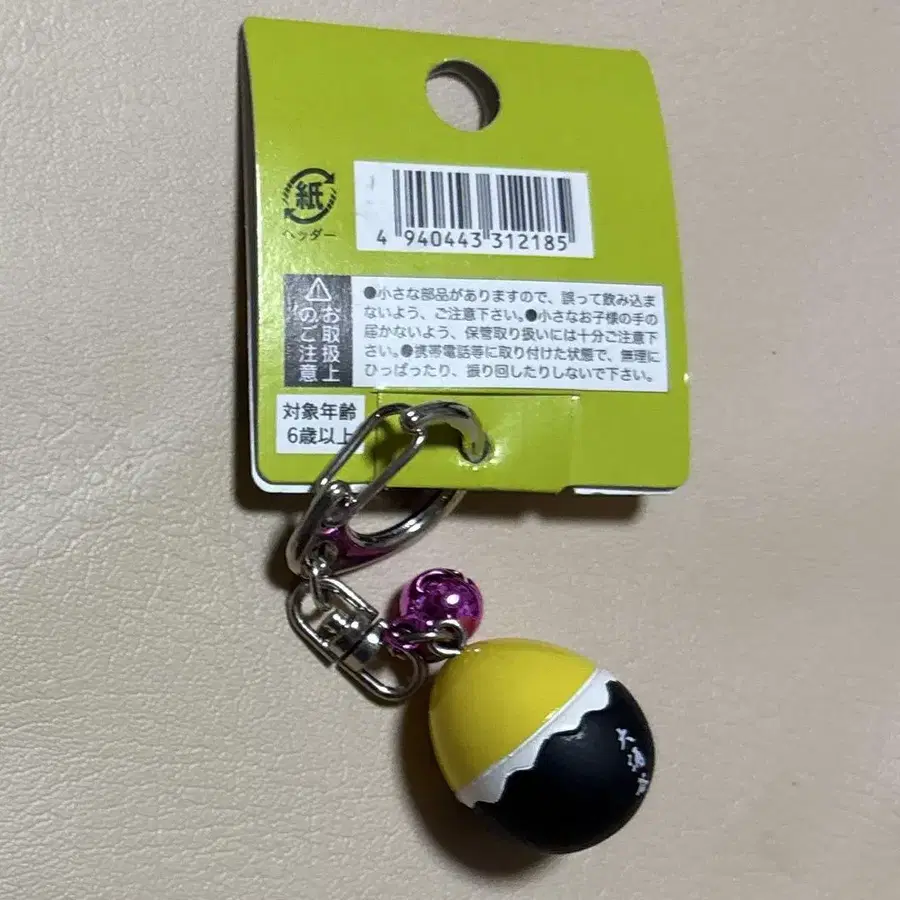 紙
ヘッダー
4 940443 312185
お取扱上
のご注意
●小さな部品がありますので、誤って飲み込ま
ないよう、ご注意下さい。●小さなお子様の手の
届かないよう、保管取り扱いには十分ご注意下
さい。●携帯電話等に取り付けた状態で、無理に
ひっぱったり、振り回したりしないで下さい。
対象年齢
6歳以上
大涌谷